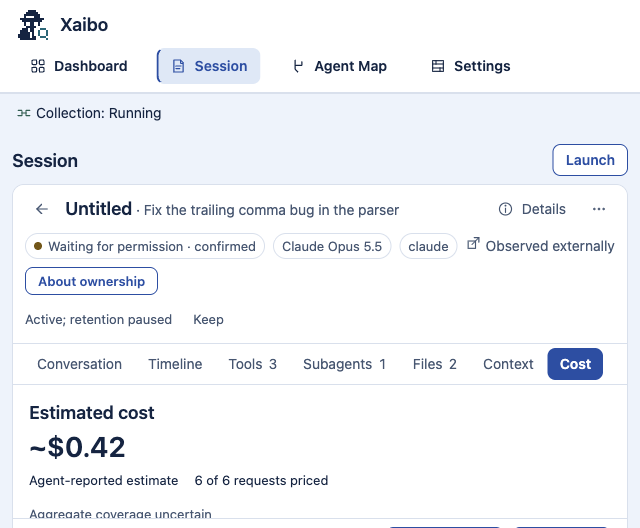 Xaibo
Dashboard Session Agent Map Settings
Collection: Running
Session
Launch
Untitled · Fix the trailing comma bug in the parser
Details
Waiting for permission · confirmed
Claude Opus 5.5
claude
Observed externally
About ownership
Active; retention paused Keep
Conversation Timeline Tools 3 Subagents 1 Files 2 Context Cost
Estimated cost
~$0.42
Agent-reported estimate 6 of 6 requests priced
Aggregate coverage uncertain